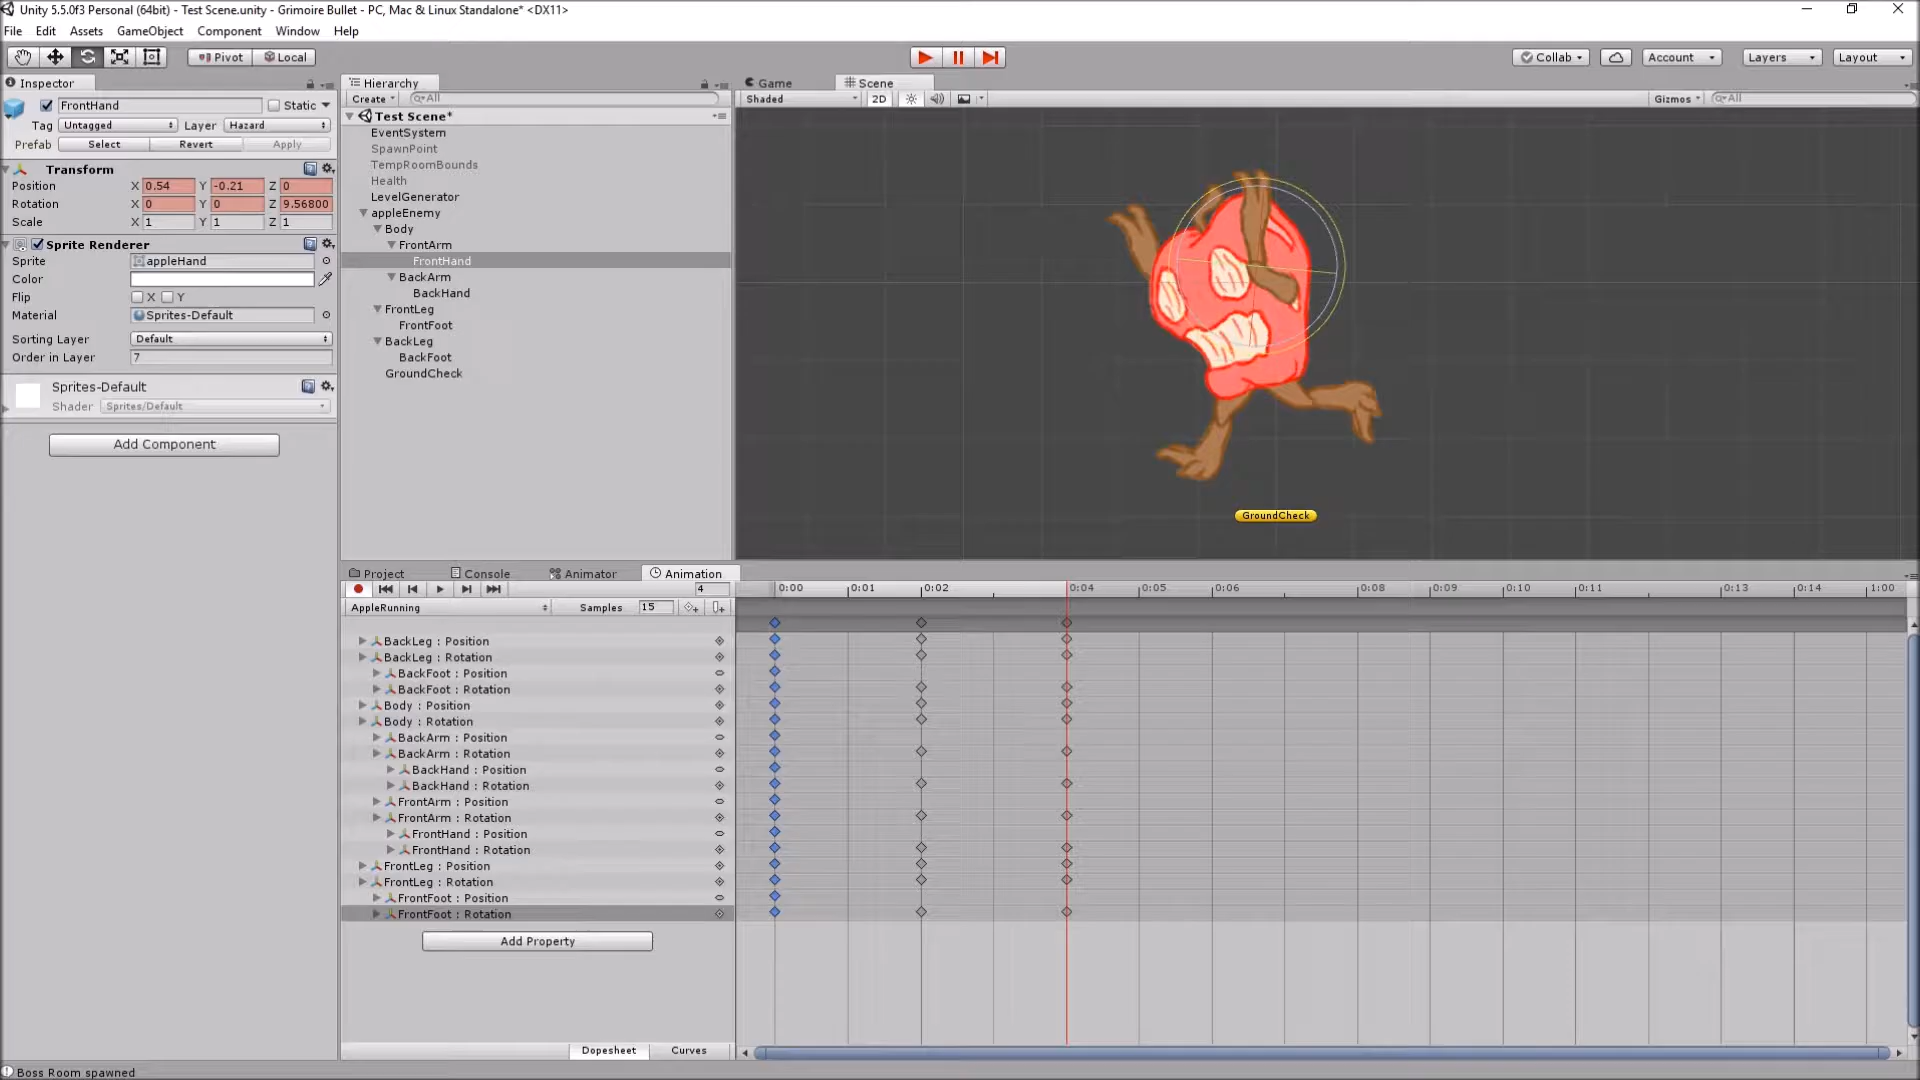 Unity 5.5.0f3 Personal (64bit) - Test Scene.unity - Grimoire Bullet - PC, Mac & Linux Standalone* <DX11>
File Edit Assets GameObject Component Window Help
Pivot Local Collab Account Layers Layout
Inspector
FrontHand Static
Tag Untagged Layer Hazard
Prefab Select Revert Apply
Transform
Position X 0.54 Y -0.21 Z 0
Rotation X 0 Y 0 Z 9.56800
Scale X 1 Y 1 Z 1
Sprite Renderer
Sprite appleHand
Color
Flip X Y
Material Sprites-Default
Sorting Layer Default
Order in Layer 7
Sprites-Default
Shader Sprites/Default
Add Component
Hierarchy
Create All
Test Scene*
EventSystem
SpawnPoint
TempRoomBounds
Health
LevelGenerator
appleEnemy
Body
FrontArm
FrontHand
BackArm
BackHand
FrontLeg
FrontFoot
BackLeg
BackFoot
GroundCheck
Game Scene
Shaded 2D Gizmos All
GroundCheck
Project Console Animator Animation
4
0:00 0:01 0:02 0:04 0:05 0:06 0:08 0:09 0:10 0:11 0:13 0:14 1:00
AppleRunning Samples 15
BackLeg : Position
BackLeg : Rotation
BackFoot : Position
BackFoot : Rotation
Body : Position
Body : Rotation
BackArm : Position
BackArm : Rotation
BackHand : Position
BackHand : Rotation
FrontArm : Position
FrontArm : Rotation
FrontHand : Position
FrontHand : Rotation
FrontLeg : Position
FrontLeg : Rotation
FrontFoot : Position
FrontFoot : Rotation
Add Property
Dopesheet Curves
Boss Room spawned